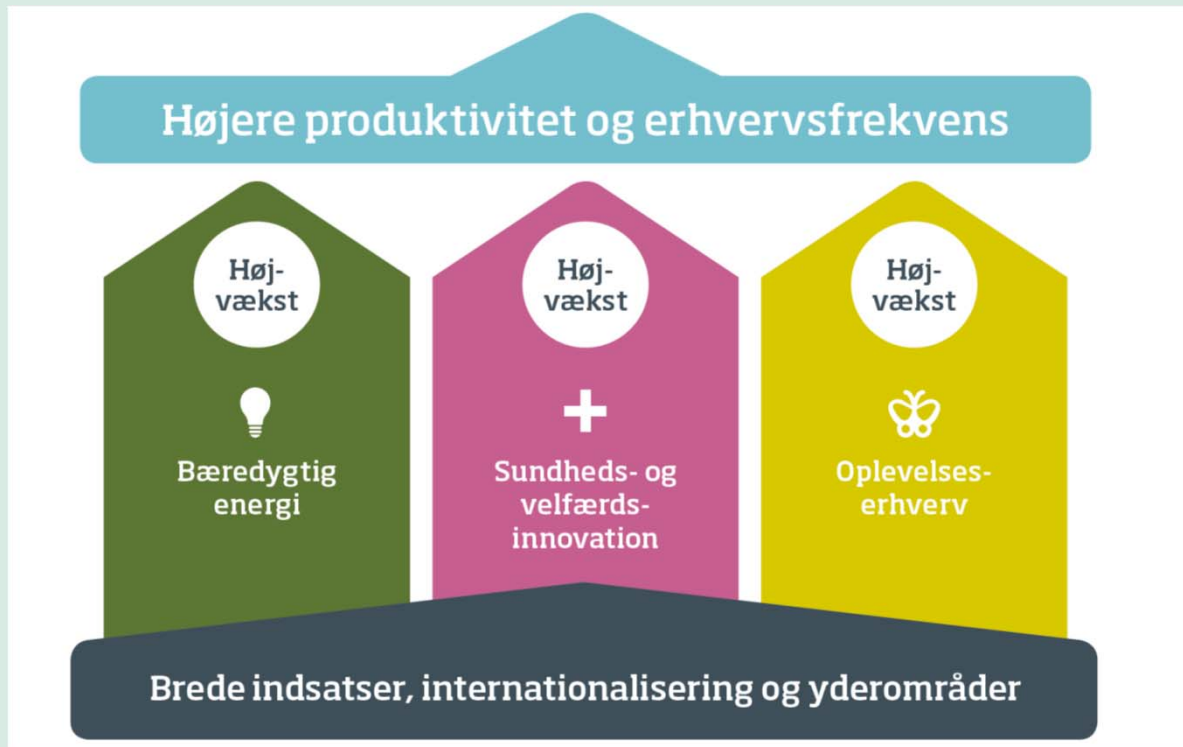 Højere produktivitet og erhvervsfrekvens
Høj-
vækst
Bæredygtig
energi
Høj-
vækst
Sundheds- og
velfærds-
innovation
Høj-
vækst
Oplevelses-
erhverv
Brede indsatser, internationalisering og yderområder